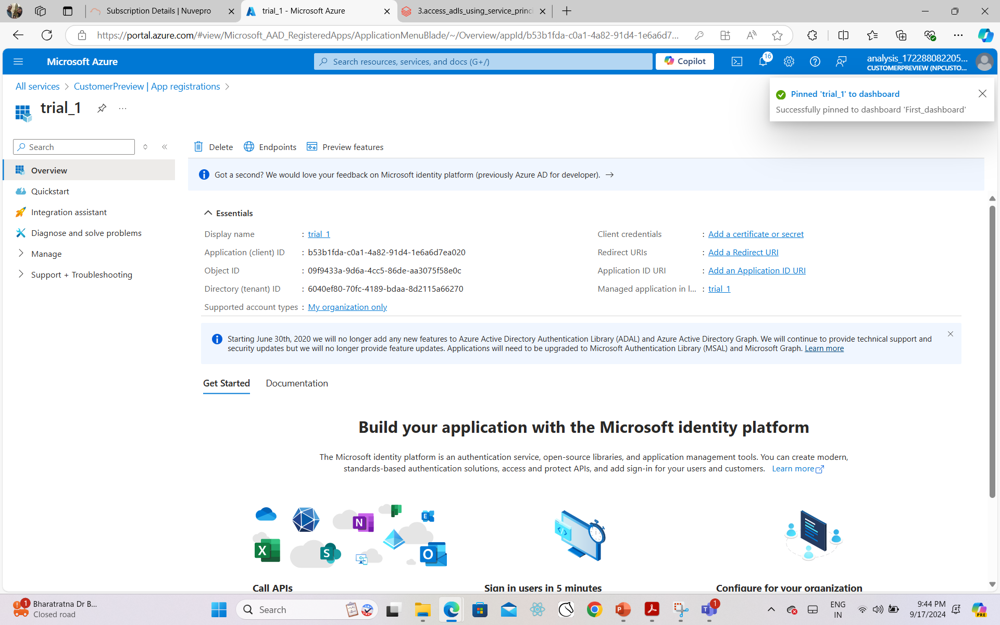 Subscription Details | Nuvepro
trial_1 - Microsoft Azure
3.access_adls_using_service_princi
https://portal.azure.com/#view/Microsoft_AAD_RegisteredApps/ApplicationMenuBlade/~/Overview/appId/b53b1fda-c0a1-4a82-91d4-1e6a6d7...
Microsoft Azure
Search resources, services, and docs (G+/)
Copilot
16
analysis_172288082205...
CUSTOMERPREVIEW (NPCUSTO...
All services > CustomerPreview | App registrations >
trial_1
...
Pinned 'trial_1' to dashboard
Successfully pinned to dashboard 'First_dashboard'
Search
Delete
Endpoints
Preview features
Overview
Quickstart
Integration assistant
Diagnose and solve problems
Manage
Support + Troubleshooting
Got a second? We would love your feedback on Microsoft identity platform (previously Azure AD for developer).
Essentials
Display name : trial_1
Application (client) ID : b53b1fda-c0a1-4a82-91d4-1e6a6d7ea020
Object ID : 09f9433a-9d6a-4cc5-86de-aa3075f58e0c
Directory (tenant) ID : 6040ef80-70fc-4189-bdaa-8d2115a66270
Supported account types : My organization only
Client credentials : Add a certificate or secret
Redirect URIs : Add a Redirect URI
Application ID URI : Add an Application ID URI
Managed application in l... : trial_1
Starting June 30th, 2020 we will no longer add any new features to Azure Active Directory Authentication Library (ADAL) and Azure Active Directory Graph. We will continue to provide technical support and
security updates but we will no longer provide feature updates. Applications will need to be upgraded to Microsoft Authentication Library (MSAL) and Microsoft Graph. Learn more
Get Started
Documentation
Build your application with the Microsoft identity platform
The Microsoft identity platform is an authentication service, open-source libraries, and application management tools. You can create modern,
standards-based authentication solutions, access and protect APIs, and add sign-in for your users and customers. Learn more
N
E
X
S
O
Call APIs
Sign in users in 5 minutes
Configure for your organization
1
Bharatratna Dr B...
Closed road
Search
1
ENG
IN
9:44 PM
9/17/2024
PRE